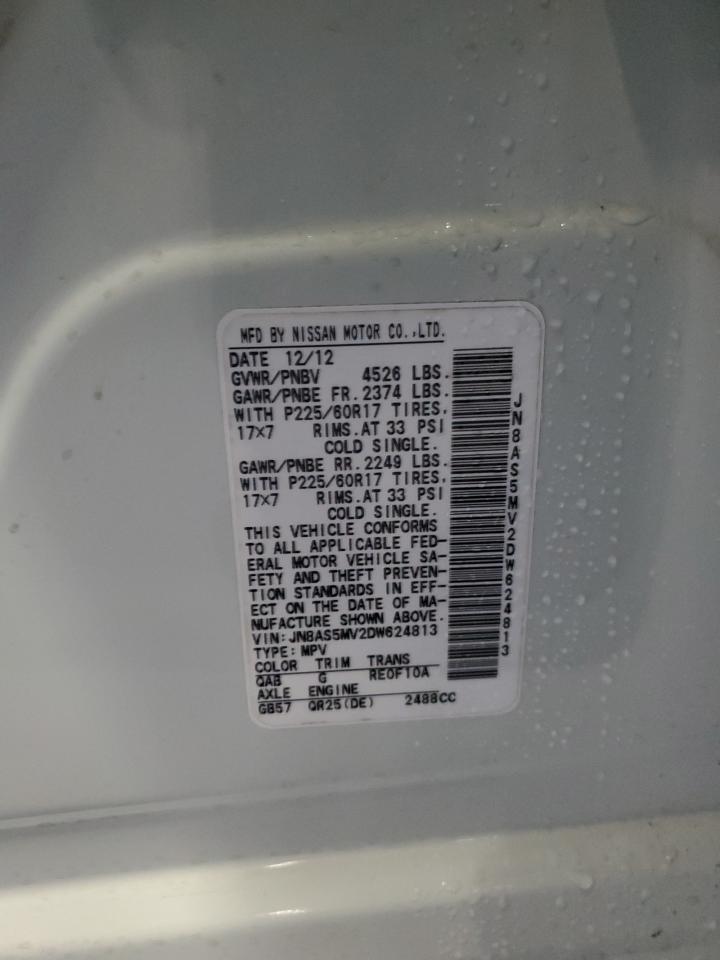 MFD BY NISSAN MOTOR CO.,LTD.
DATE 12/12
GVWR/PNBV 4526 LBS.
GAWR/PNBE FR. 2374 LBS.
WITH P225/60R17 TIRES,
17×7 RIMS.AT 33 PSI
COLD SINGLE.
GAWR/PNBE RR. 2249 LBS.
WITH P225/60R17 TIRES,
17×7 RIMS.AT 33 PSI
COLD SINGLE.
THIS VEHICLE CONFORMS
TO ALL APPLICABLE FED-
ERAL MOTOR VEHICLE SA-
FETY AND THEFT PREVEN-
TION STANDARDS IN EFF-
ECT ON THE DATE OF MA-
NUFACTURE SHOWN ABOVE.
VIN: JN8AS5MV2DW624813
TYPE: MPV
COLOR TRIM TRANS
QAB G RE0F10A
AXLE ENGINE
GB57 QR25(DE) 2488CC
JN8AS5MV2DW624813